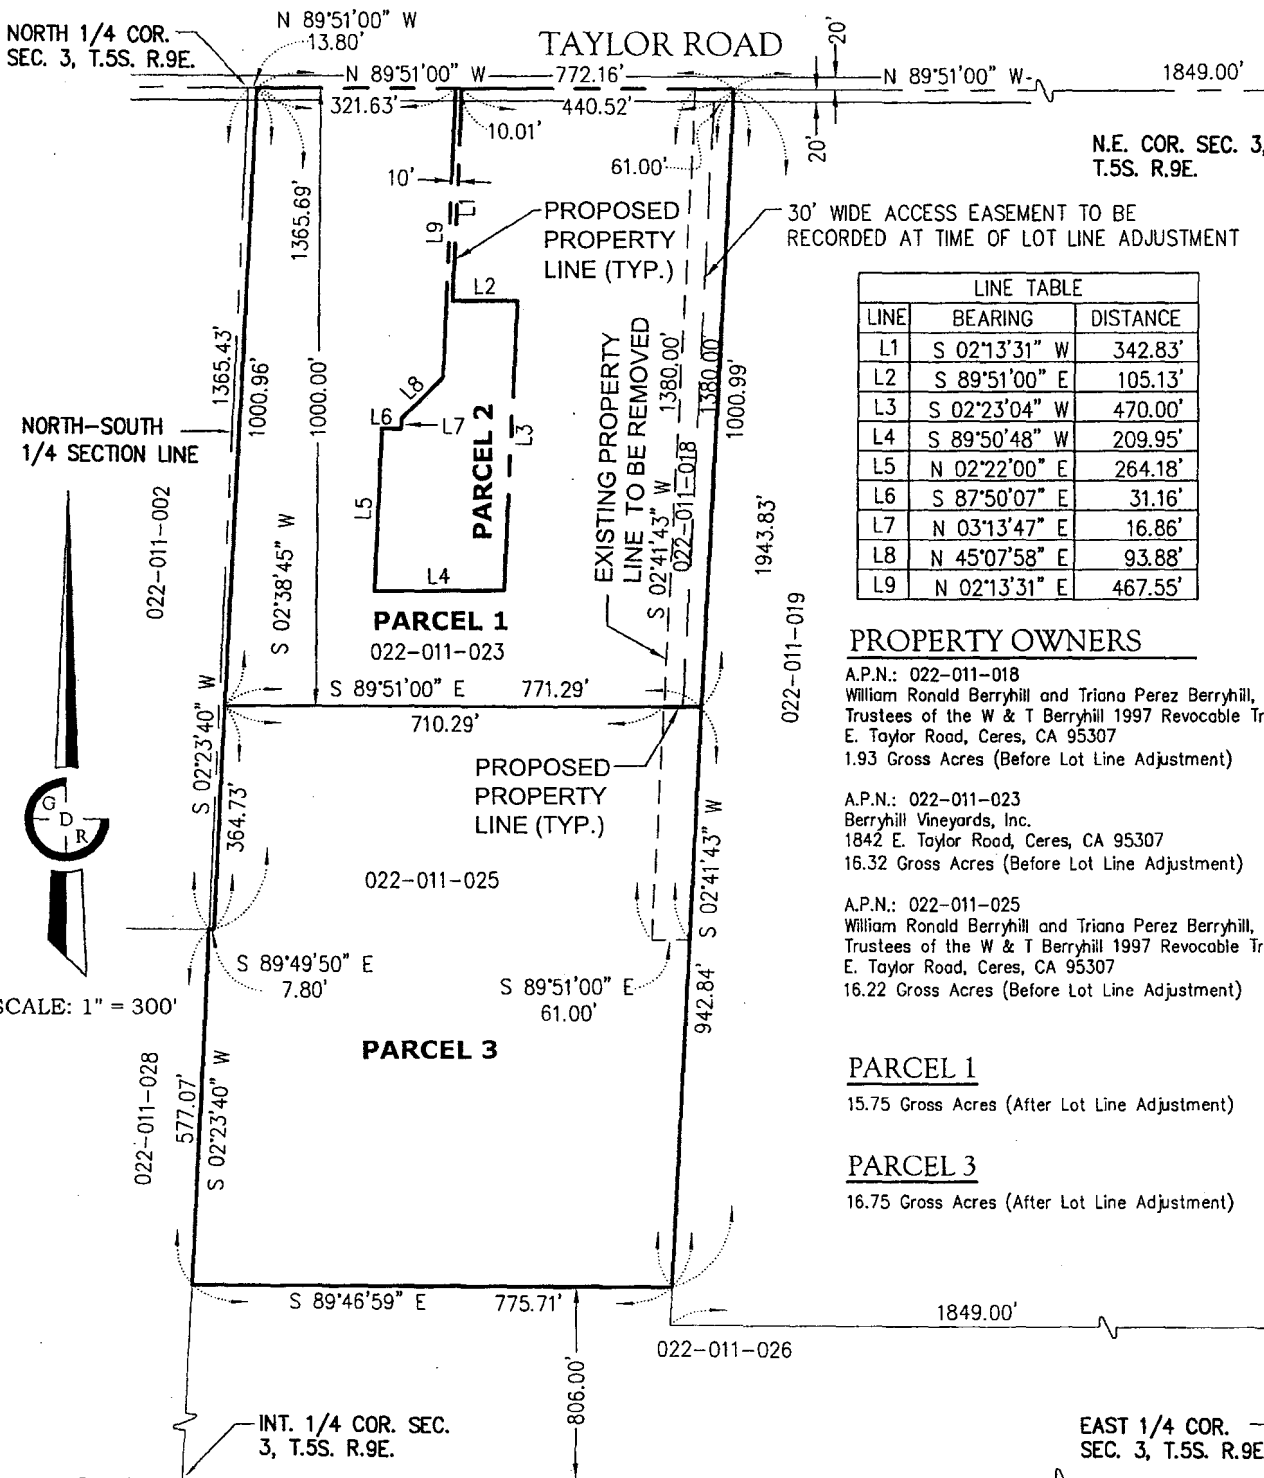 NORTH 1/4 COR.
SEC. 3, T.5S. R.9E.
N 89°51'00" W
13.80'
TAYLOR ROAD
20'
N 89°51'00" W
772.16'
N 89°51'00" W
1849.00'
321.63'
440.52'
10.01'
20'
61.00'
10'
N.E. COR. SEC. 3,
T.5S. R.9E.
1365.69'
L1
L9
PROPOSED
PROPERTY
LINE (TYP.)
30' WIDE ACCESS EASEMENT TO BE
RECORDED AT TIME OF LOT LINE ADJUSTMENT
L2
LINE TABLE
LINE BEARING DISTANCE
L1 S 02°13'31" W 342.83'
L2 S 89°51'00" E 105.13'
L3 S 02°23'04" W 470.00'
L4 S 89°50'48" W 209.95'
L5 N 02°22'00" E 264.18'
L6 S 87°50'07" E 31.16'
L7 N 03°13'47" E 16.86'
L8 N 45°07'58" E 93.88'
L9 N 02°13'31" E 467.55'
1365.43'
1000.96'
1000.00'
EXISTING PROPERTY
LINE TO BE REMOVED
1380.00'
1380.00'
1000.99'
L8
L6
L7
PARCEL 2
L3
NORTH-SOUTH
1/4 SECTION LINE
022-011-018
S 02°41'43" W
022-011-002
S 02°38'45" W
L5
L4
1943.83'
022-011-019
PARCEL 1
022-011-023
S 89°51'00" E
771.29'
710.29'
PROPERTY OWNERS
A.P.N.: 022-011-018
William Ronald Berryhill and Triana Perez Berryhill,
Trustees of the W & T Berryhill 1997 Revocable Tr
E. Taylor Road, Ceres, CA 95307
1.93 Gross Acres (Before Lot Line Adjustment)
A.P.N.: 022-011-023
Berryhill Vineyards, Inc.
1842 E. Taylor Road, Ceres, CA 95307
16.32 Gross Acres (Before Lot Line Adjustment)
A.P.N.: 022-011-025
William Ronald Berryhill and Triana Perez Berryhill,
Trustees of the W & T Berryhill 1997 Revocable Tr
E. Taylor Road, Ceres, CA 95307
16.22 Gross Acres (Before Lot Line Adjustment)
S 02°23'40" W
364.73'
PROPOSED
PROPERTY
LINE (TYP.)
G
D
R
022-011-025
S 02°41'43" W
942.84'
S 89°49'50" E
7.80'
S 89°51'00" E
61.00'
SCALE: 1" = 300'
PARCEL 3
PARCEL 1
15.75 Gross Acres (After Lot Line Adjustment)
PARCEL 3
16.75 Gross Acres (After Lot Line Adjustment)
022-011-028
577.07'
S 02°23'40" W
S 89°46'59" E
775.71'
1849.00'
022-011-026
806.00'
INT. 1/4 COR. SEC.
3, T.5S. R.9E.
EAST 1/4 COR.
SEC. 3, T.5S. R.9E